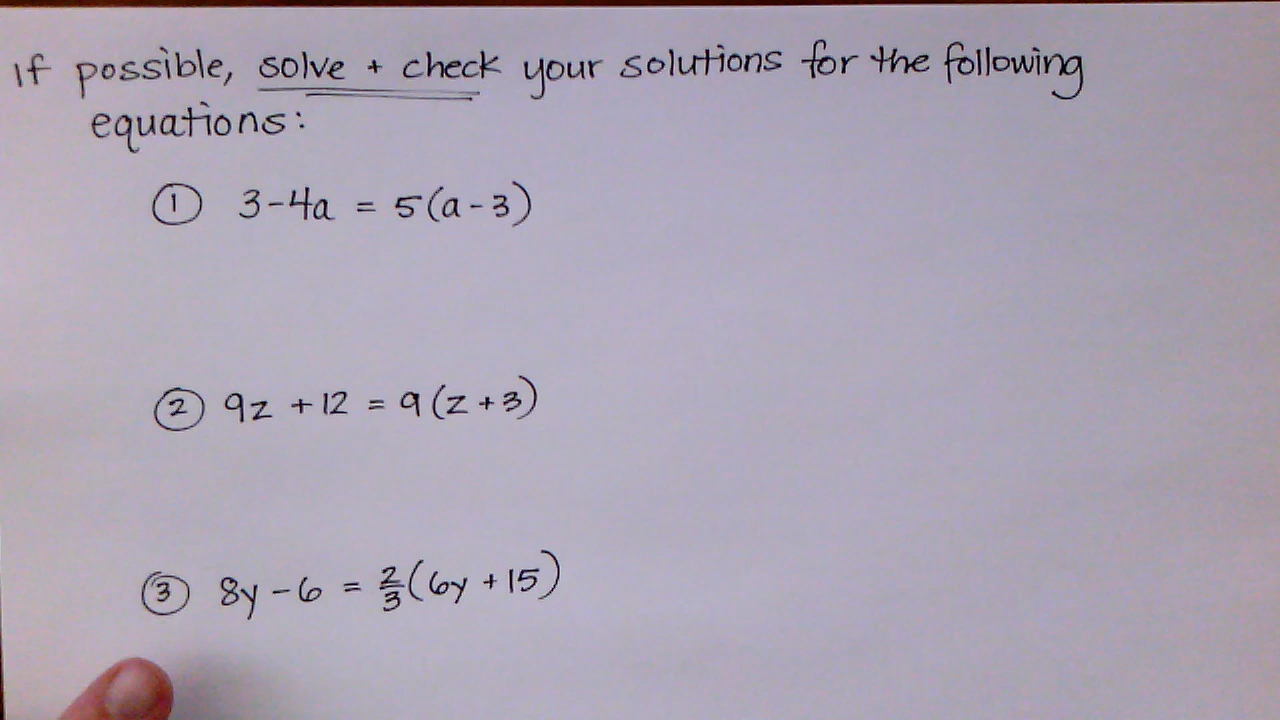 If possible, solve + check your solutions for the following
equations:
① 3-4a = 5(a-3)
② 9z +12 = 9(z+3)
③ 8y-6 = 2/3(6y+15)